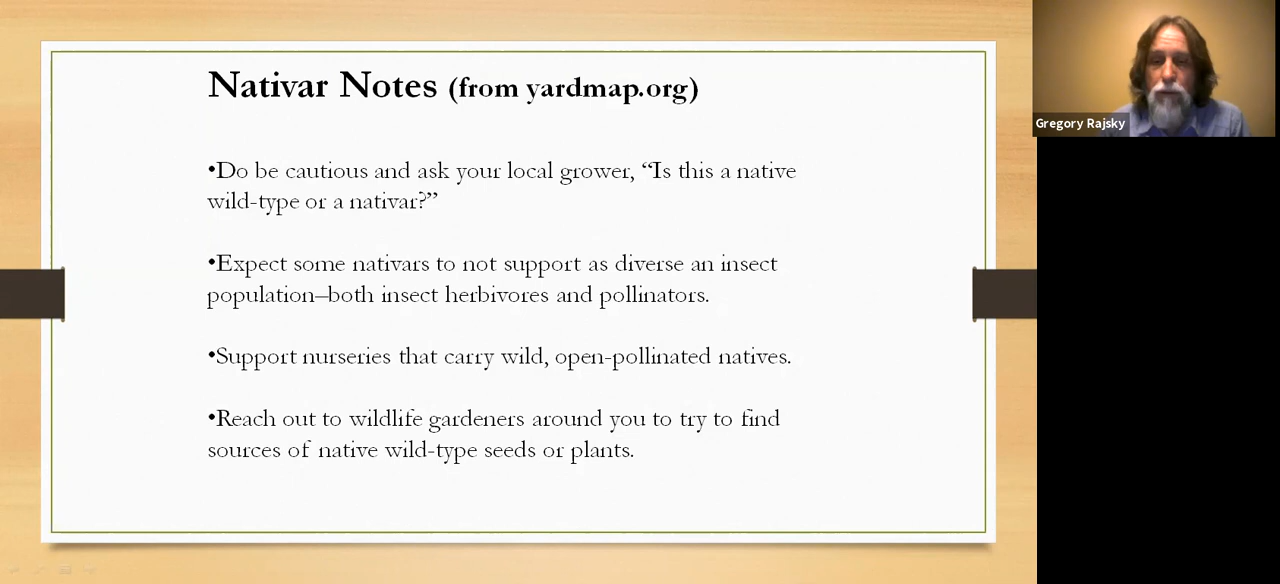 Nativar Notes (from yardmap.org)
•Do be cautious and ask your local grower, “Is this a native
wild-type or a nativar?”
•Expect some nativars to not support as diverse an insect
population–both insect herbivores and pollinators.
•Support nurseries that carry wild, open-pollinated natives.
•Reach out to wildlife gardeners around you to try to find
sources of native wild-type seeds or plants.
Gregory Rajsky